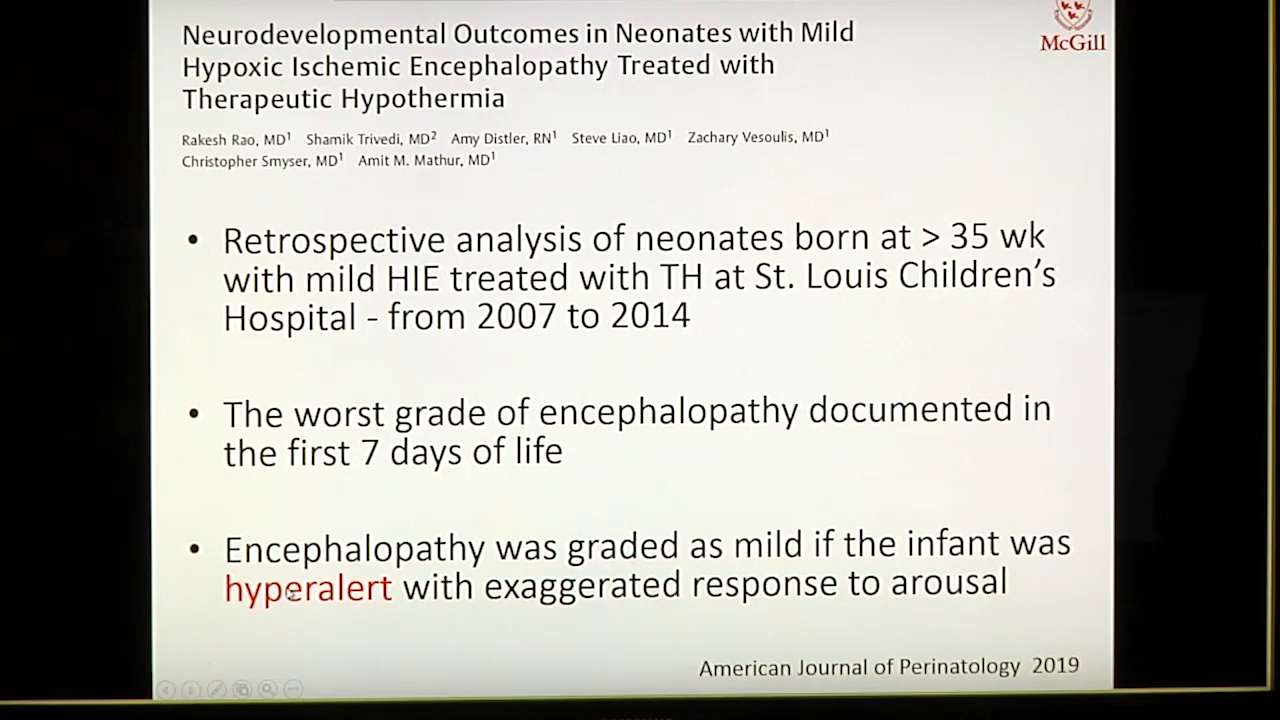 Neurodevelopmental Outcomes in Neonates with Mild
Hypoxic Ischemic Encephalopathy Treated with
Therapeutic Hypothermia
McGill
Rakesh Rao, MD1 Shamik Trivedi, MD2 Amy Distler, RN1 Steve Liao, MD1 Zachary Vesoulis, MD1
Christopher Smyser, MD1 Amit M. Mathur, MD1
• Retrospective analysis of neonates born at > 35 wk
with mild HIE treated with TH at St. Louis Children’s
Hospital - from 2007 to 2014
• The worst grade of encephalopathy documented in
the first 7 days of life
• Encephalopathy was graded as mild if the infant was
hyperalert with exaggerated response to arousal
American Journal of Perinatology 2019